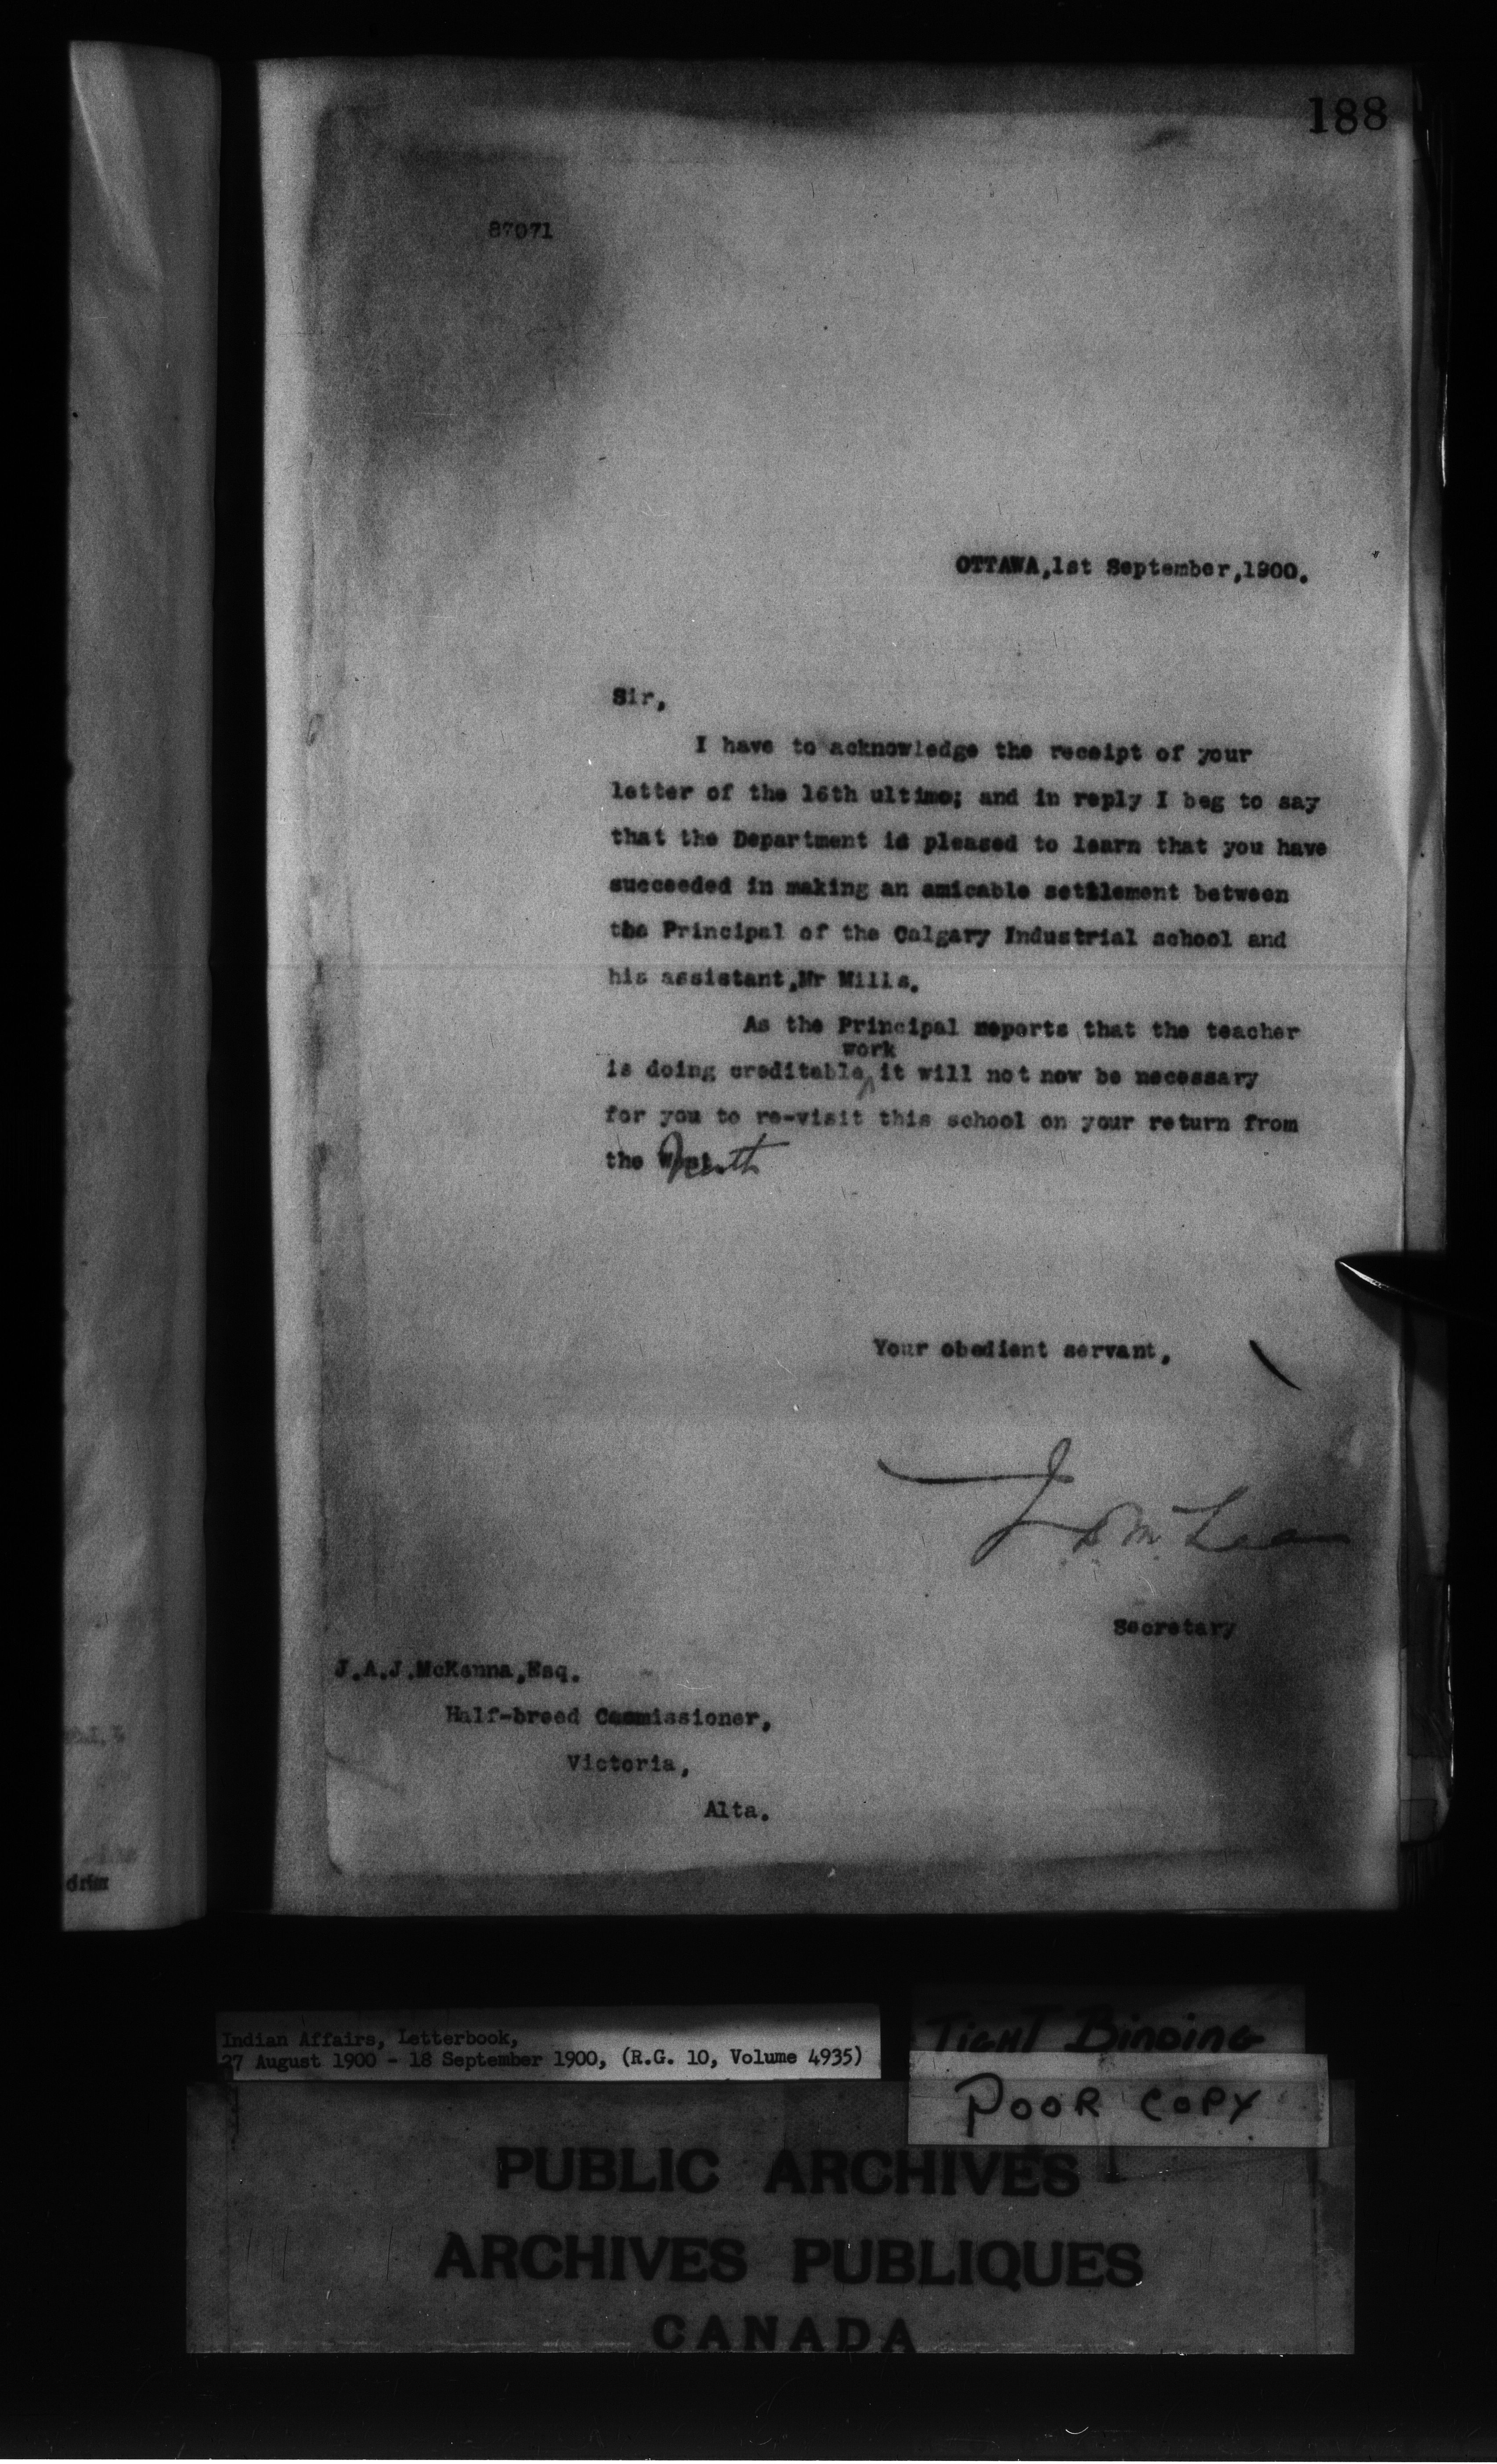 188
87071
OTTAWA,1st September,1900.
Sir,
I have to acknowledge the receipt of your
letter of the 16th ultimo; and in reply I beg to say
that the Department is pleased to learn that you have
succeeded in making an amicable settlement between
the Principal of the Calgary Industrial school and
his assistant,Mr Mills.
As the Principal reports that the teacher
work
is doing creditable^it will not now be necessary
for you to re-visit this school on your return from
the West. North
Your obedient servant,
J D McLean
Secretary
J.A.J.McKenna,Esq.
Half-breed Commissioner,
Victoria,
Alta.
Indian Affairs, Letterbook,
27 August 1900 - 18 September 1900, (R.G. 10, Volume 4935)
TIGHT BINDING
POOR COPY
PUBLIC ARCHIVES
ARCHIVES PUBLIQUES
CANADA